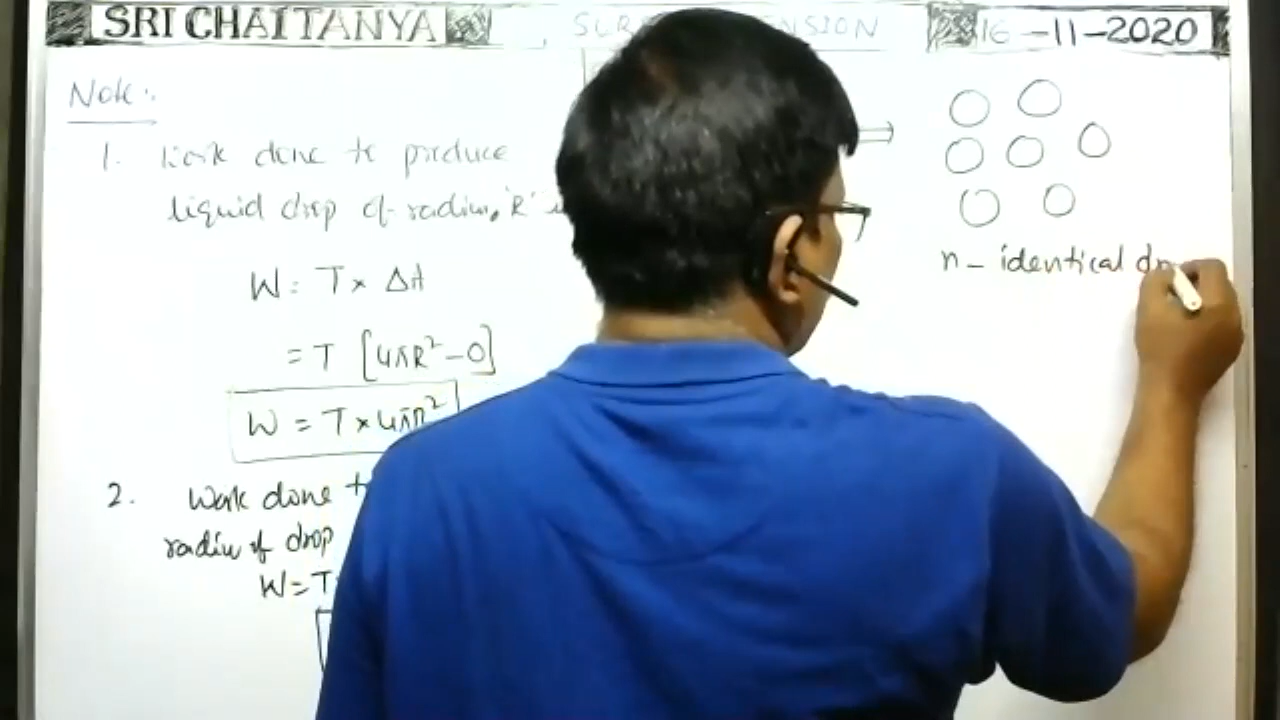 SRI CHAITANYA
SUR NSION
16-11-2020
Note:
1. Work done to produce
liquid drop of radius, 'R'
W = T × ΔA
= T [4πR² - 0]
W = T × 4πR²
2. Work done t
radius of drop
W = T
⇒
n - identical dr